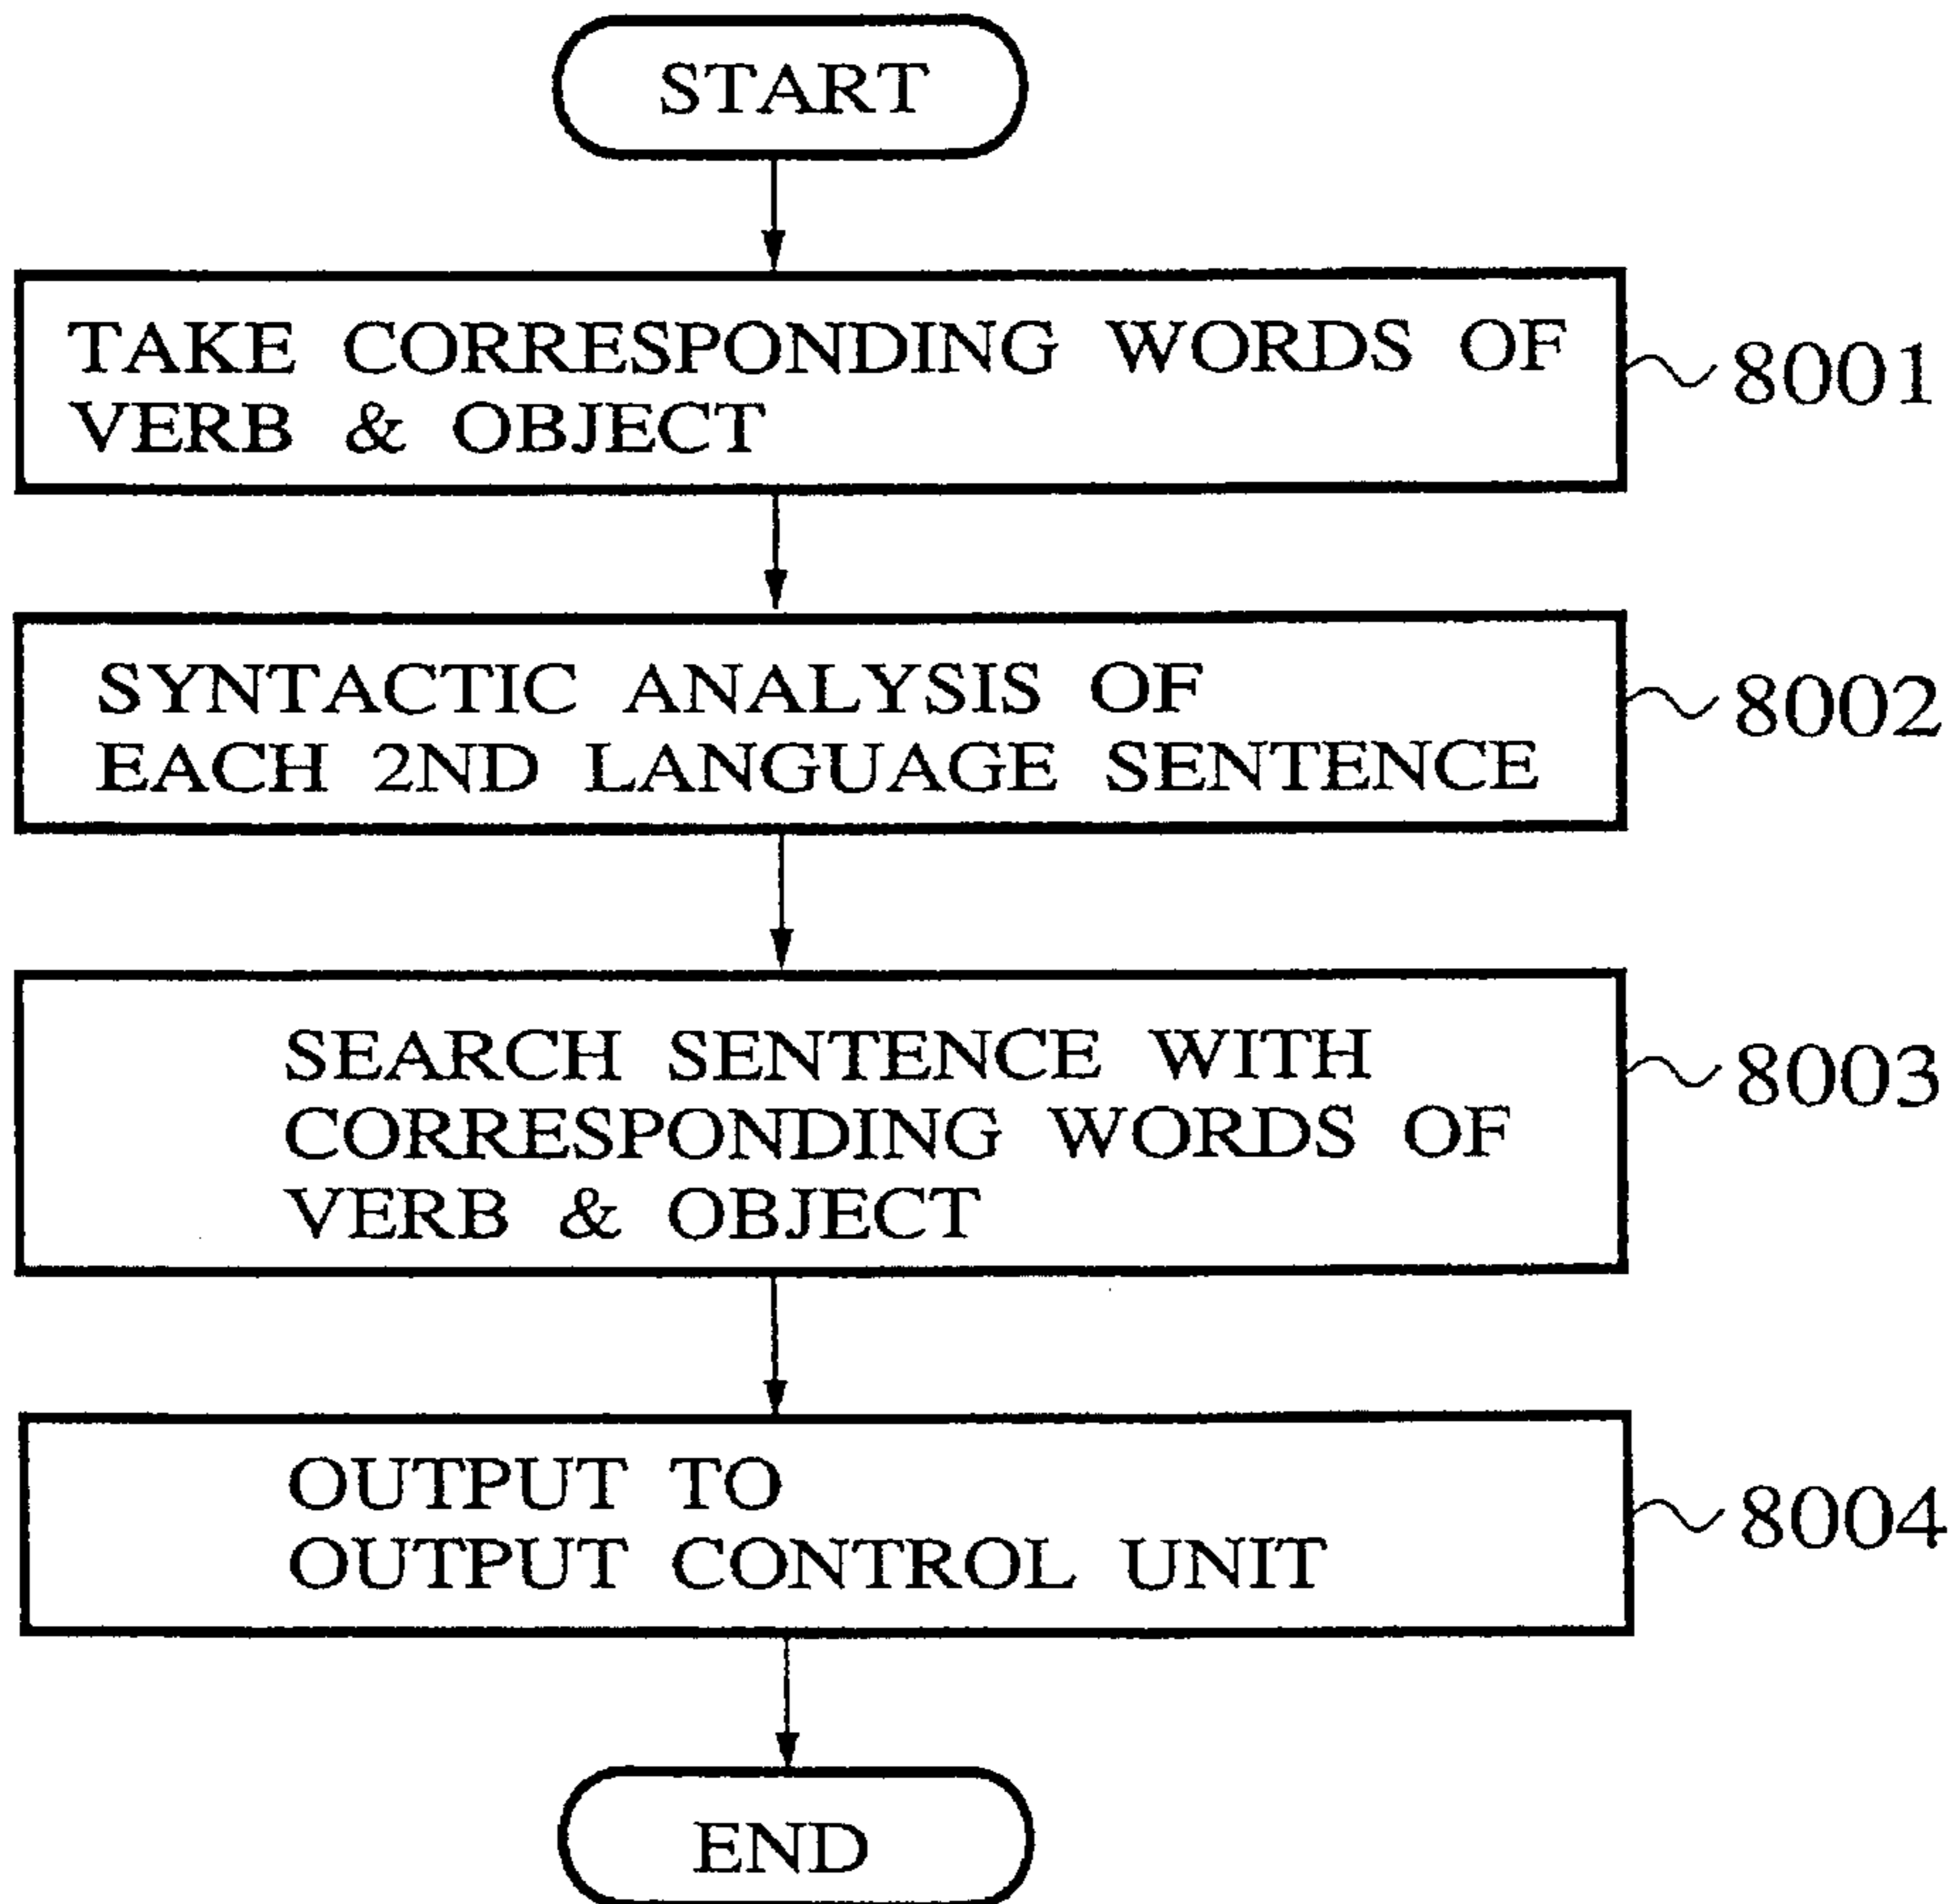 START
TAKE CORRESPONDING WORDS OF
VERB & OBJECT
8001
SYNTACTIC ANALYSIS OF
EACH 2ND LANGUAGE SENTENCE
8002
SEARCH SENTENCE WITH
CORRESPONDING WORDS OF
VERB & OBJECT
8003
OUTPUT TO
OUTPUT CONTROL UNIT
8004
END